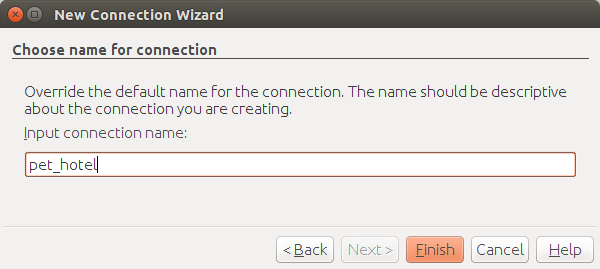 New Connection Wizard
Choose name for connection
Override the default name for the connection. The name should be descriptive
about the connection you are creating.
Input connection name:
pet_hotel
< Back Next > Finish Cancel Help